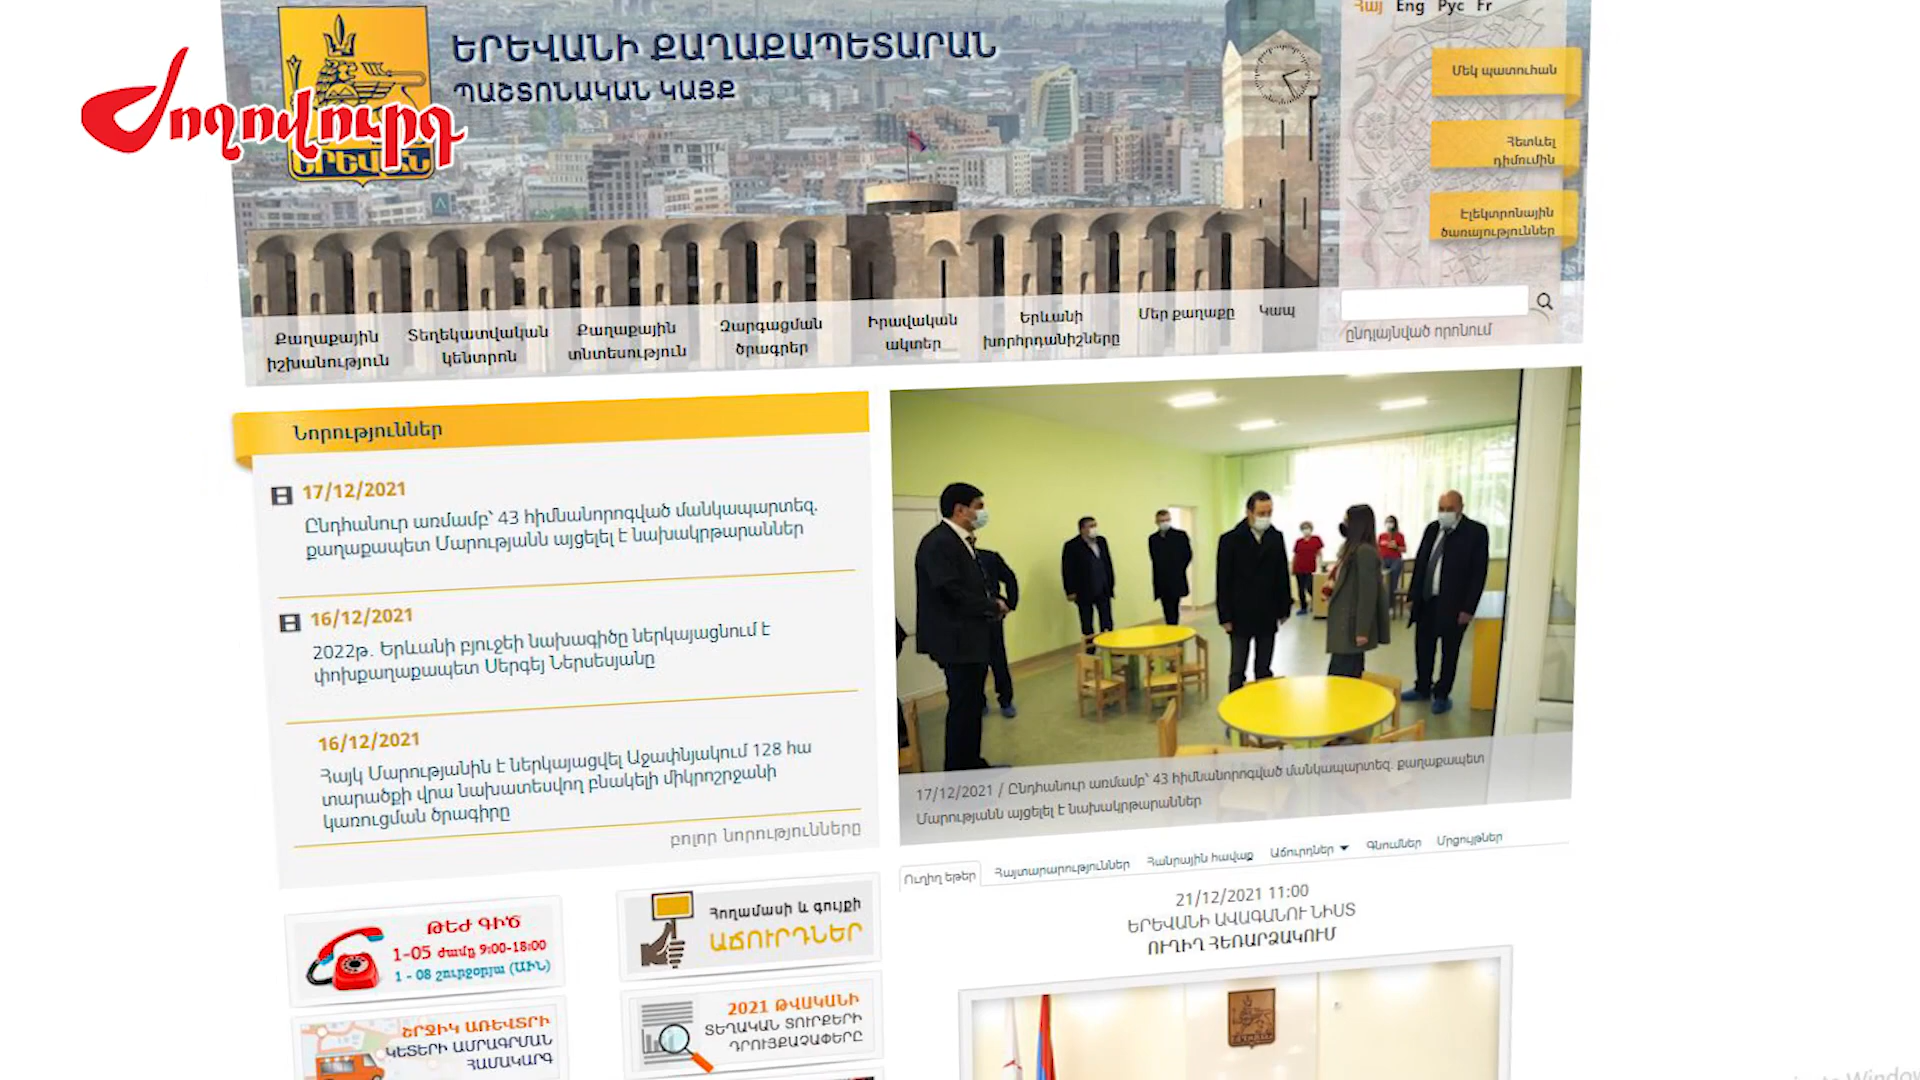 Ժողովուրդ
ԵՐԵՎԱՆ
ԵՐԵՎԱՆԻ ՔԱՂԱՔԱՊԵՏԱՐԱՆ
ՊԱՇՏՈՆԱԿԱՆ ԿԱՅՔ
Հայ Eng Рус Fr
Մեկ պատուհան
Հետևել
դիմումին
Էլեկտրոնային
ծառայություններ
Քաղաքային
իշխանություն
Տեղեկատվական
կենտրոն
Քաղաքային
տնտեսություն
Զարգացման
ծրագրեր
Իրավական
ակտեր
Երևանի
խորհրդանիշները
Մեր քաղաքը
Կապ
ընդլայնված որոնում
Նորություններ
17/12/2021
Ընդհանուր առմամբ՝ 43 հիմնանորոգված մանկապարտեզ.
քաղաքապետ Մարությանն այցելել է նախակրթարաններ
16/12/2021
2022թ. Երևանի բյուջեի նախագիծը ներկայացնում է
փոխքաղաքապետ Սերգեյ Ներսեսյանը
16/12/2021
Հայկ Մարությանին է ներկայացվել Աջափնյակում 128 հա
տարածքի վրա նախատեսվող բնակելի միկրոշրջանի
կառուցման ծրագիրը
բոլոր նորությունները
17/12/2021 / Ընդհանուր առմամբ՝ 43 հիմնանորոգված մանկապարտեզ. քաղաքապետ
Մարությանն այցելել է նախակրթարաններ
Ուղիղ եթեր
Հայտարարություններ
Հանրային հավաք
Աճուրդներ
Գնումներ
Մրցույթներ
21/12/2021 11:00
ԵՐԵՎԱՆԻ ԱՎԱԳԱՆՈՒ ՆԻՍՏ
ՈՒՂԻՂ ՀԵՌԱՐՁԱԿՈՒՄ
ԹԵԺ ԳԻԾ
1-05 ժամը 9:00-18:00
1 - 08 շուրջօրյա (ԱԻՆ)
Հողամասի և գույքի
ԱՃՈՒՐԴՆԵՐ
ՇՐՋԻԿ ԱՌԵՎՏՐԻ
ԿԵՏԵՐԻ ԱՄՐԱԳՐՄԱՆ
ՀԱՄԱԿԱՐԳ
2021 ԹՎԱԿԱՆԻ
ՏԵՂԱԿԱՆ ՏՈՒՐՔԵՐԻ
ԴՐՈՒՅՔԱՉԱՓԵՐԸ